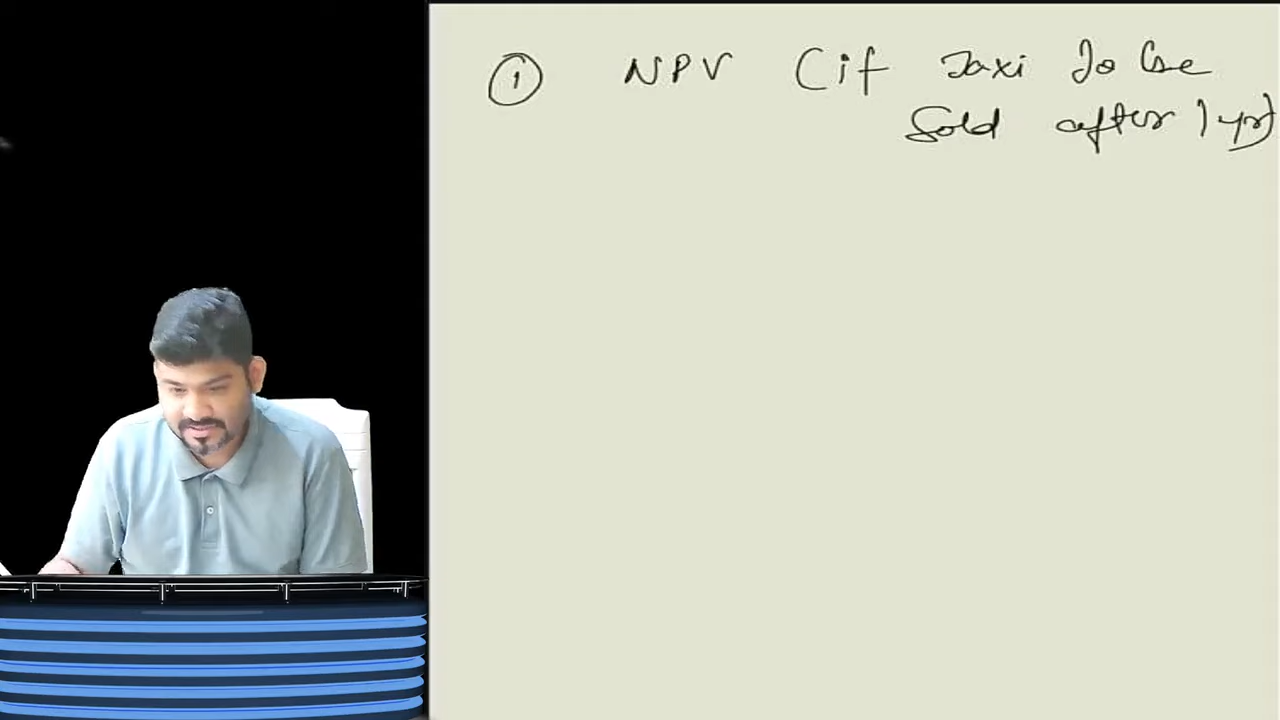 ① NPV (if Taxi To be
Sold after 1 yr)